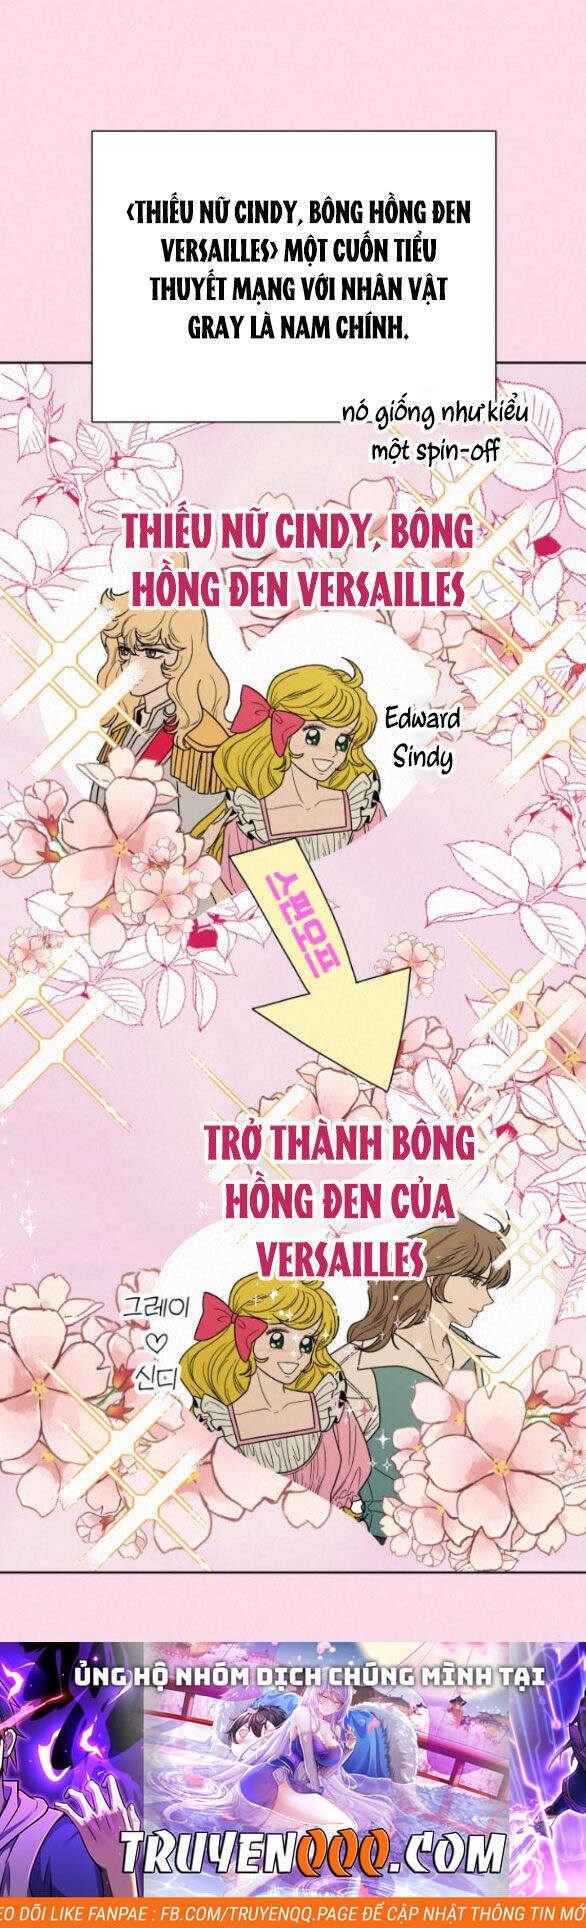 <THIẾU NỮ CINDY, BÔNG HỒNG ĐEN
VERSAILLES> MỘT CUỐN TIỂU
THUYẾT MẠNG VỚI NHÂN VẬT
GRAY LÀ NAM CHÍNH.
nó giống như kiểu
một spin-off
THIẾU NỮ CINDY, BÔNG
HỒNG ĐEN VERSAILLES
Edward
Sindy
스핀오프
TRỞ THÀNH BÔNG
HỒNG ĐEN CỦA
VERSAILLES
그레이
♡
신디
ỦNG HỘ NHÓM DỊCH CHÚNG MÌNH TẠI
TRUYENQQQ.COM
EO DÕI LIKE FANPAE : FB.COM/TRUYENQQ.PAGE ĐỂ CẬP NHẬT THÔNG TIN MỚ